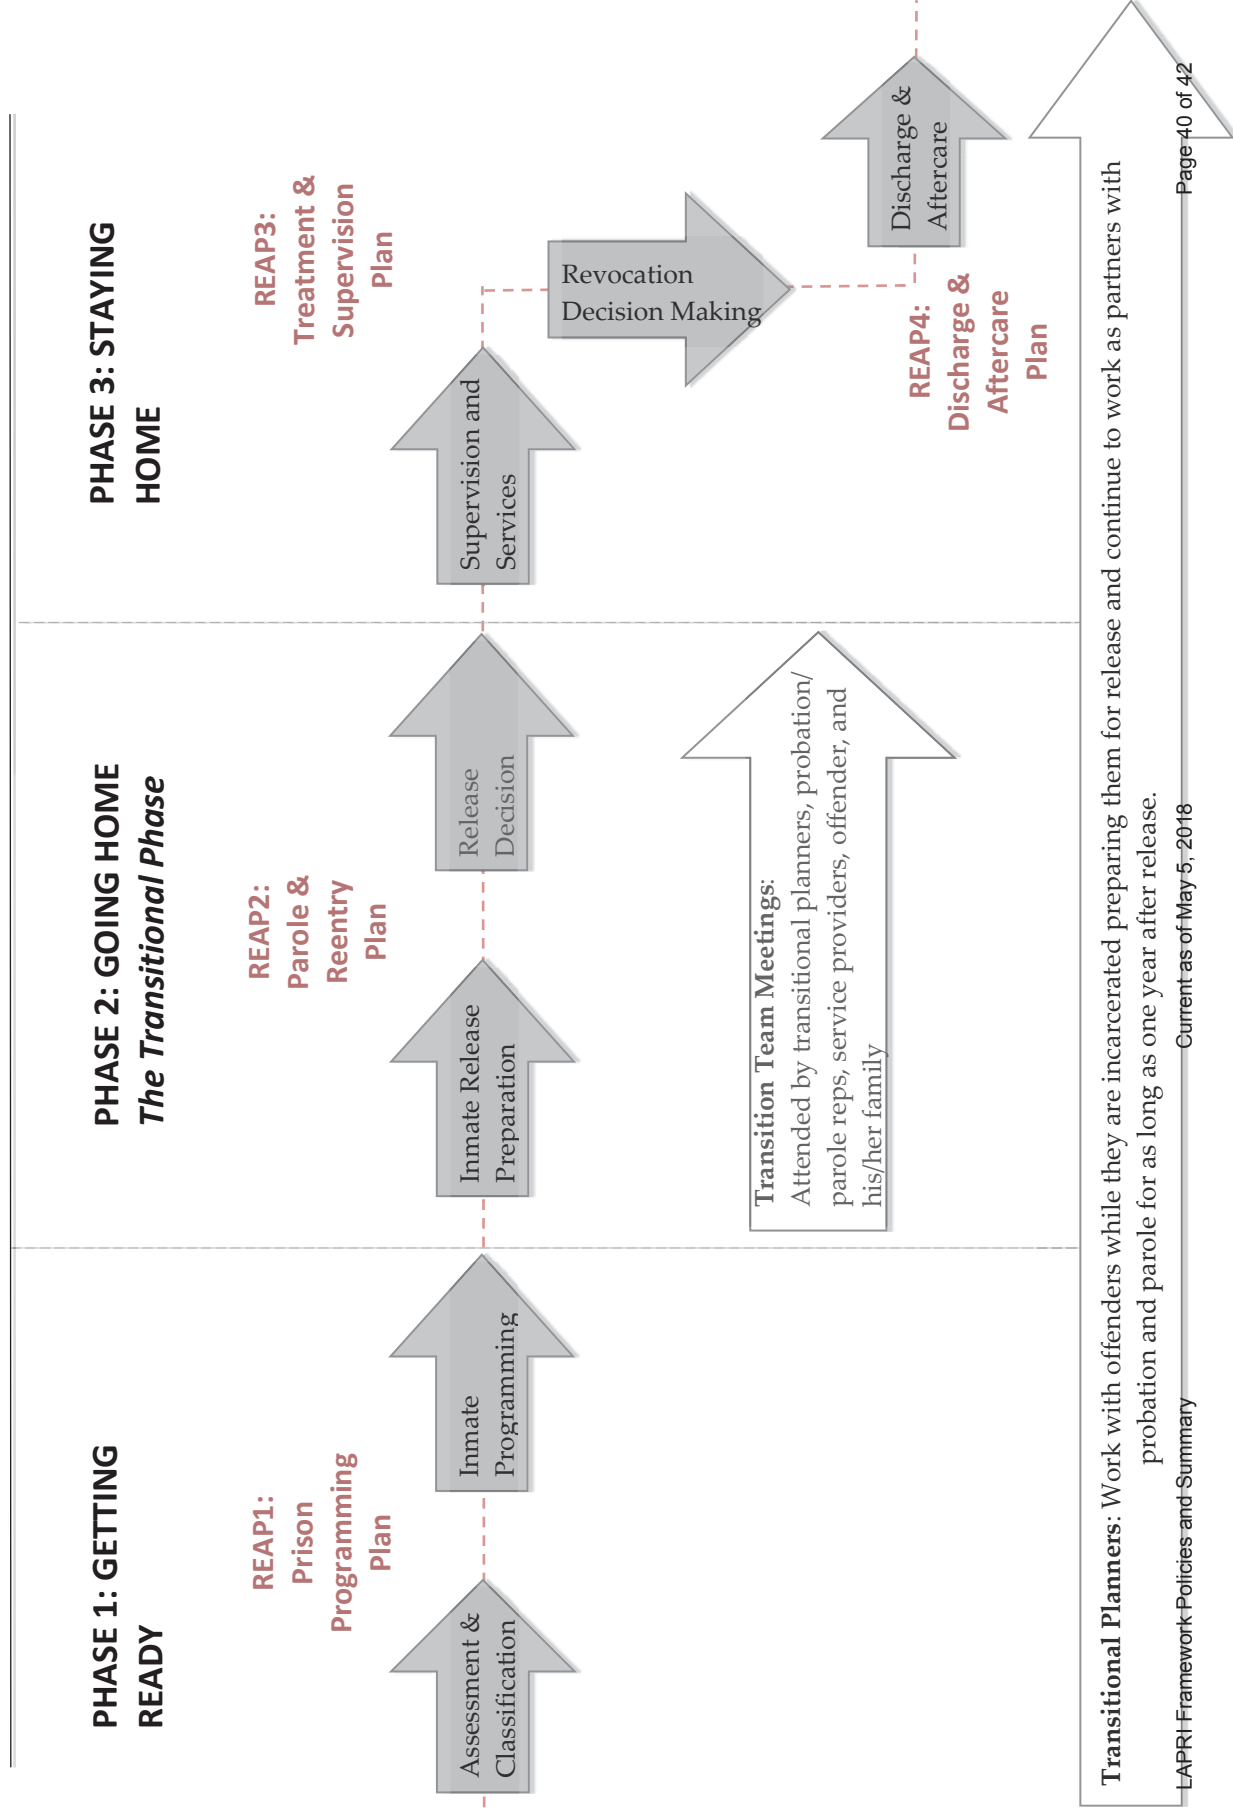 PHASE 1: GETTING
READY
PHASE 2: GOING HOME
The Transitional Phase
PHASE 3: STAYING
HOME
REAP1:
Prison
Programming
Plan
REAP2:
Parole &
Reentry
Plan
REAP3:
Treatment &
Supervision
Plan
Assessment &
Classification
Inmate
Programming
Inmate Release
Preparation
Release
Decision
Supervision and
Services
Revocation
Decision Making
REAP4:
Discharge &
Aftercare
Plan
Discharge &
Aftercare
Transition Team Meetings:
Attended by transitional planners, probation/
parole reps, service providers, offender, and
his/her family
Transitional Planners: Work with offenders while they are incarcerated preparing them for release and continue to work as partners with
probation and parole for as long as one year after release.
LAPRI Framework Policies and Summary
Current as of May 5, 2018
Page 40 of 42